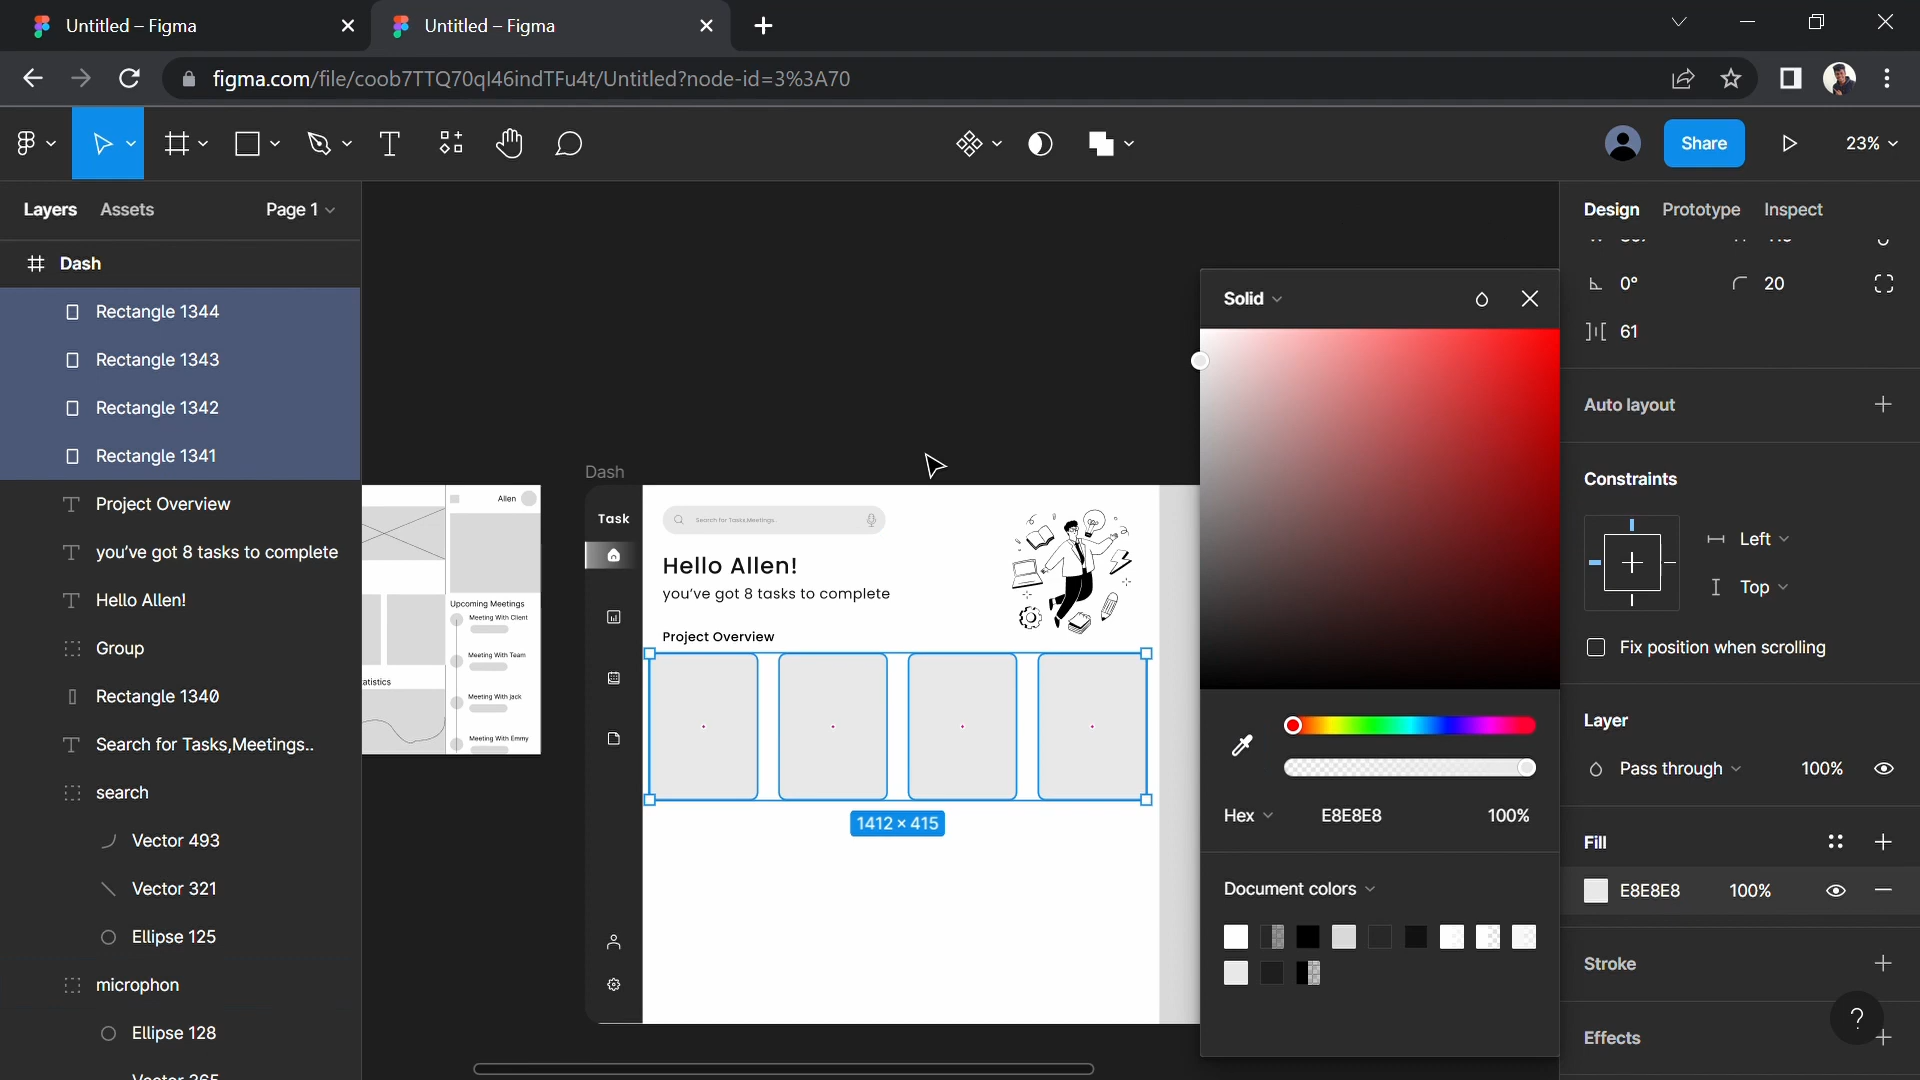 Untitled – Figma
Untitled – Figma
figma.com/file/coob7TTQ70qI46indTFu4t/Untitled?node-id=3%3A70
Share
23%
Layers
Assets
Page 1
Dash
Rectangle 1344
Rectangle 1343
Rectangle 1342
Rectangle 1341
Project Overview
you've got 8 tasks to complete
Hello Allen!
Group
Rectangle 1340
Search for Tasks,Meetings..
search
Vector 493
Vector 321
Ellipse 125
microphon
Ellipse 128
Allen
Upcoming Meetings
Meeting With Client
Meeting With Team
atistics
Meeting With Jack
Meeting With Emmy
Dash
Task
Search for Tasks,Meetings..
Hello Allen!
you've got 8 tasks to complete
Project Overview
1412 × 415
Solid
Hex
E8E8E8
100%
Document colors
Design
Prototype
Inspect
0°
20
61
Auto layout
Constraints
Left
Top
Fix position when scrolling
Layer
Pass through
100%
Fill
E8E8E8
100%
Stroke
?
Effects